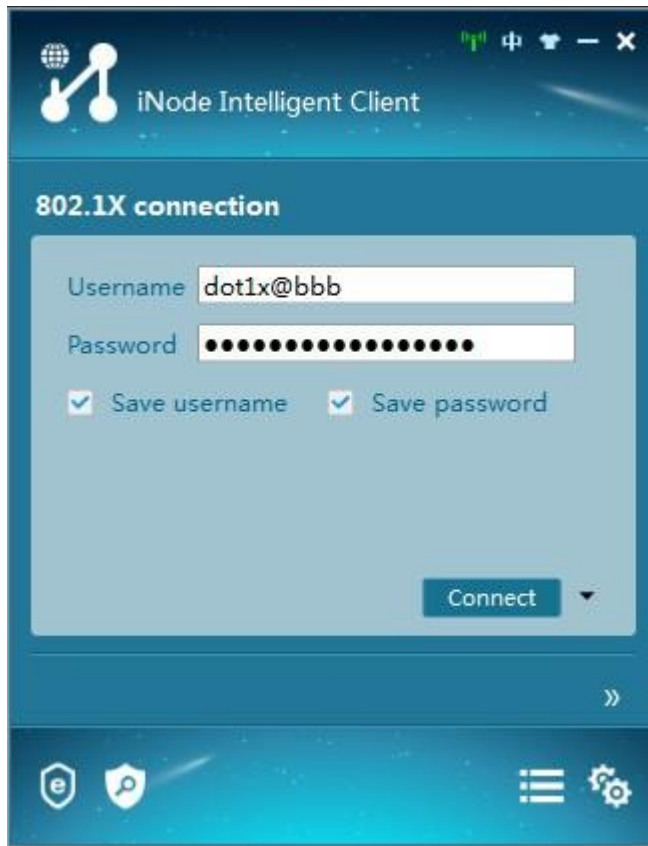 中
iNode Intelligent Client
802.1X connection
Username dot1x@bbb
Password ●●●●●●●●●●●●●●●●●
Save username Save password
Connect
»
e